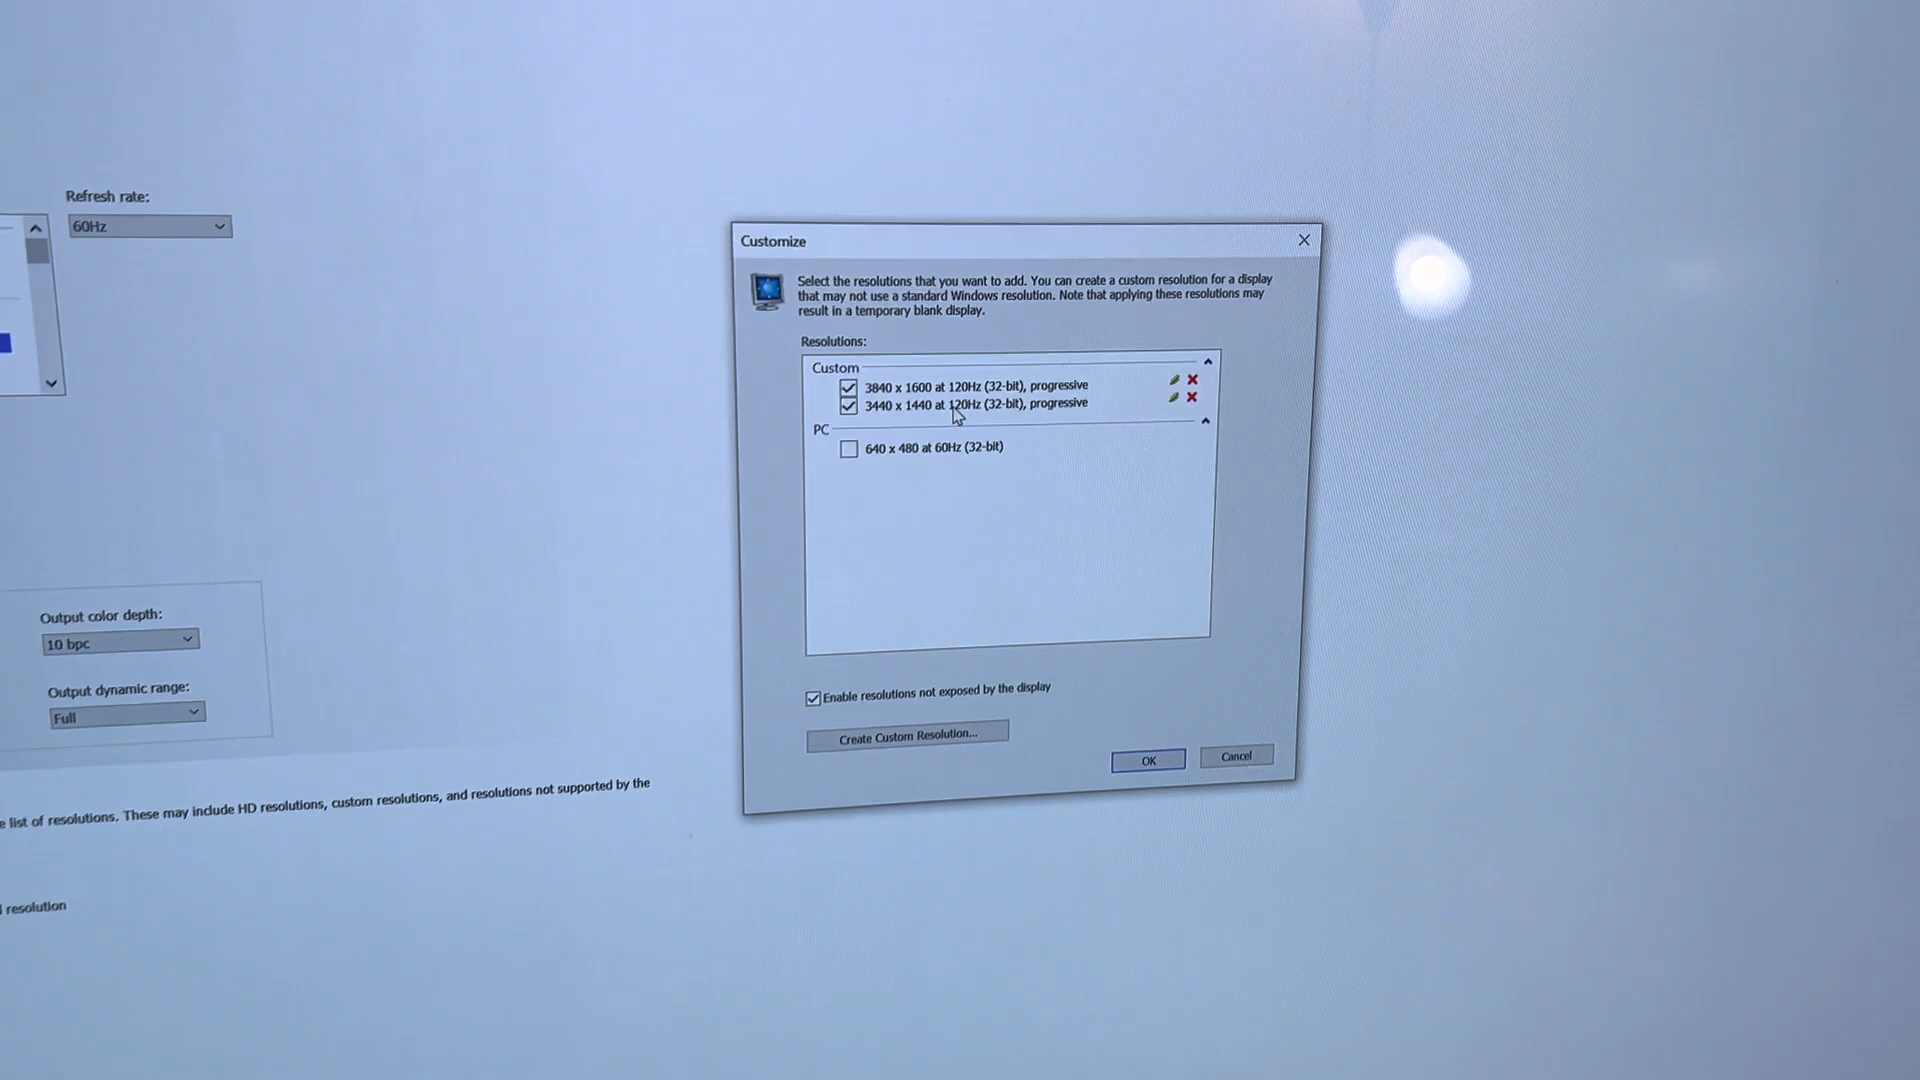 Refresh rate:
60Hz
Customize
Select the resolutions that you want to add. You can create a custom resolution for a display
that may not use a standard Windows resolution. Note that applying these resolutions may
result in a temporary blank display.
Resolutions:
Custom
3840 x 1600 at 120Hz (32-bit), progressive
3440 x 1440 at 120Hz (32-bit), progressive
PC
640 x 480 at 60Hz (32-bit)
Output color depth:
10 bpc
Output dynamic range:
Full
Enable resolutions not exposed by the display
Create Custom Resolution...
OK
Cancel
list of resolutions. These may include HD resolutions, custom resolutions, and resolutions not supported by the
resolution